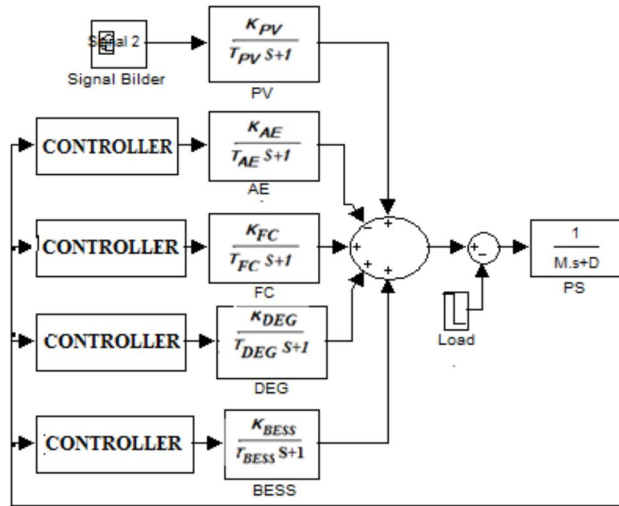 Signal 2
Signal Bilder
K_PV
T_PV S+1
PV
CONTROLLER
K_AE
T_AE S+1
AE
CONTROLLER
K_FC
T_FC S+1
FC
CONTROLLER
K_DEG
T_DEG S+1
DEG
CONTROLLER
K_BESS
T_BESS S+1
BESS
− + + + +
+ −
Load
1
M.s+D
PS